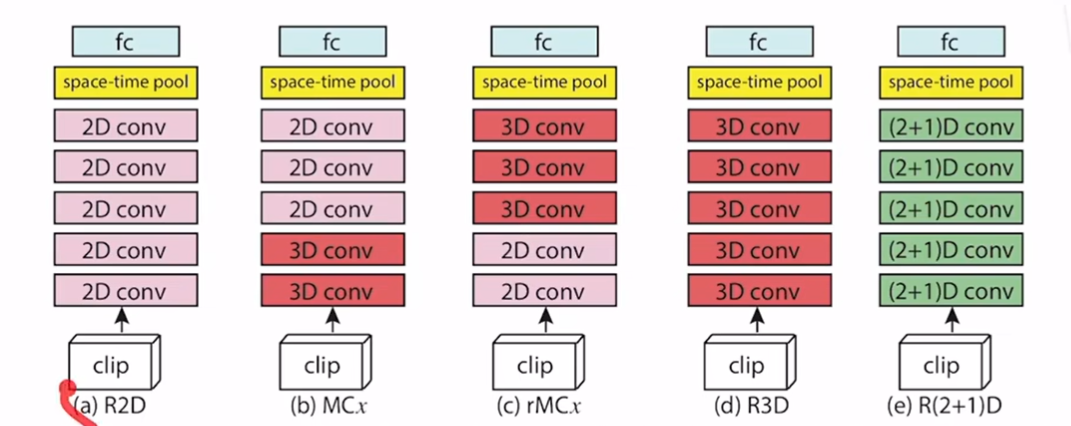 fc fc fc fc fc
space-time pool space-time pool space-time pool space-time pool space-time pool
2D conv 2D conv 3D conv 3D conv (2+1)D conv
2D conv 2D conv 3D conv 3D conv (2+1)D conv
2D conv 2D conv 3D conv 3D conv (2+1)D conv
2D conv 3D conv 2D conv 3D conv (2+1)D conv
2D conv 3D conv 2D conv 3D conv (2+1)D conv
clip clip clip clip clip
(a) R2D (b) MCx (c) rMCx (d) R3D (e) R(2+1)D